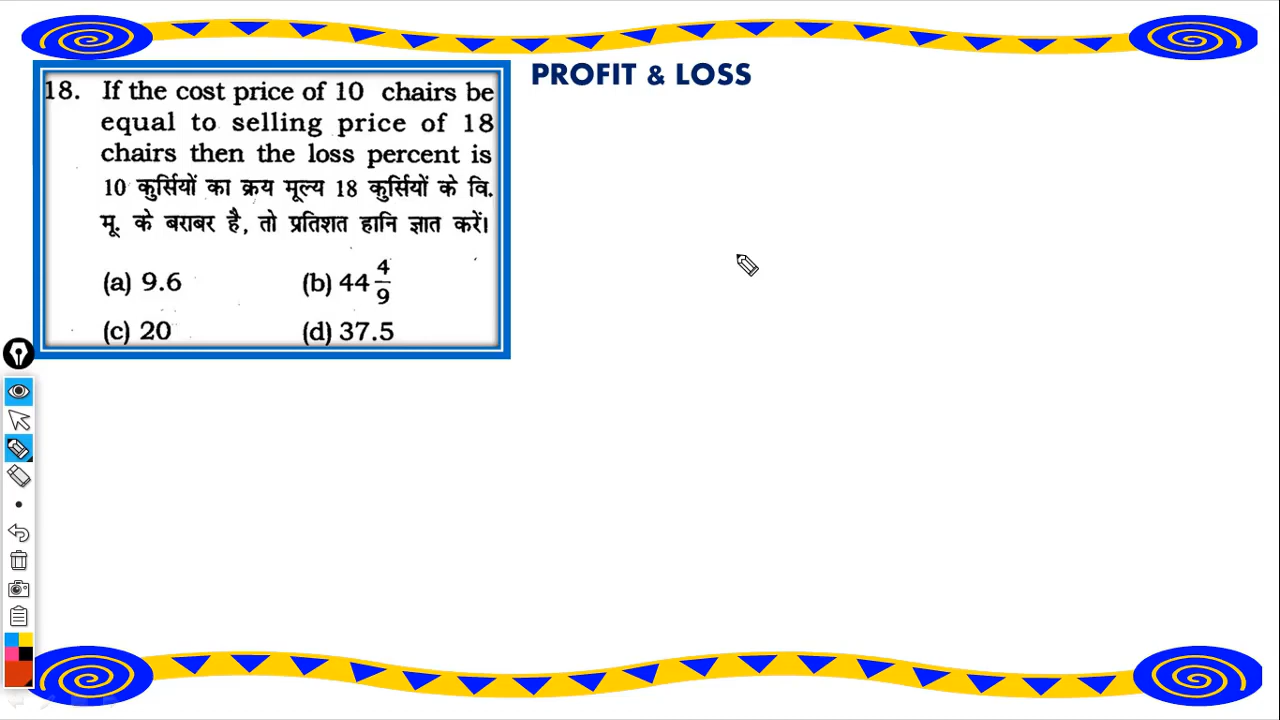 PROFIT & LOSS
18. If the cost price of 10 chairs be
equal to selling price of 18
chairs then the loss percent is
10 कुर्सियों का क्रय मूल्य 18 कुर्सियों के वि.
मू. के बराबर है, तो प्रतिशत हानि ज्ञात करें।
(a) 9.6 (b) 44 4/9
(c) 20 (d) 37.5